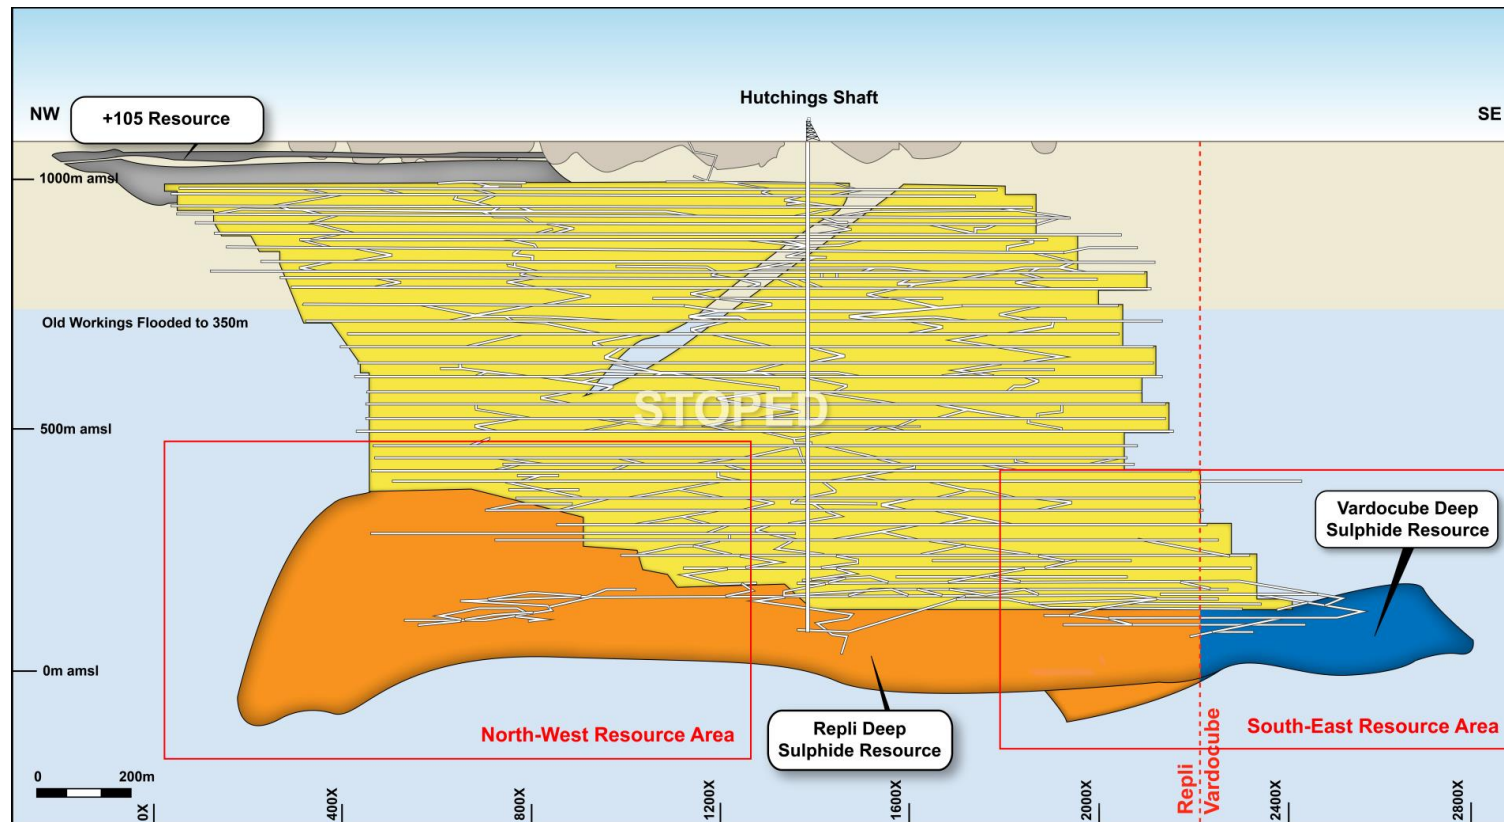 Hutchings Shaft
NW
+105 Resource
SE
1000m amsl
Old Workings Flooded to 350m
STOPED
500m amsl
Vardocube Deep
Sulphide Resource
0m amsl
North-West Resource Area
Repli Deep
Sulphide Resource
South-East Resource Area
Repli
Vardocube
0
200m
0X
400X
800X
1200X
1600X
2000X
2400X
2800X